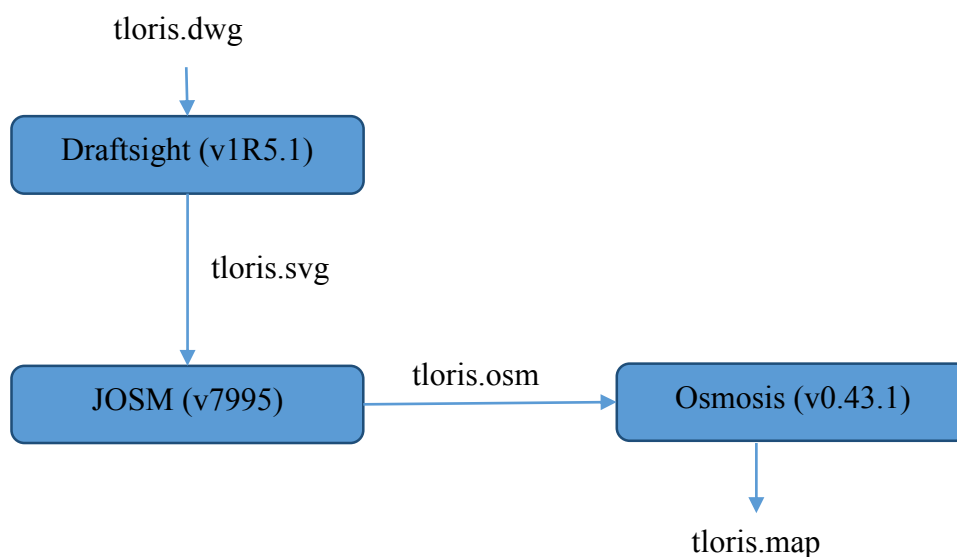 tloris.dwg
Draftsight (v1R5.1)
tloris.svg
JOSM (v7995)
tloris.osm
Osmosis (v0.43.1)
tloris.map